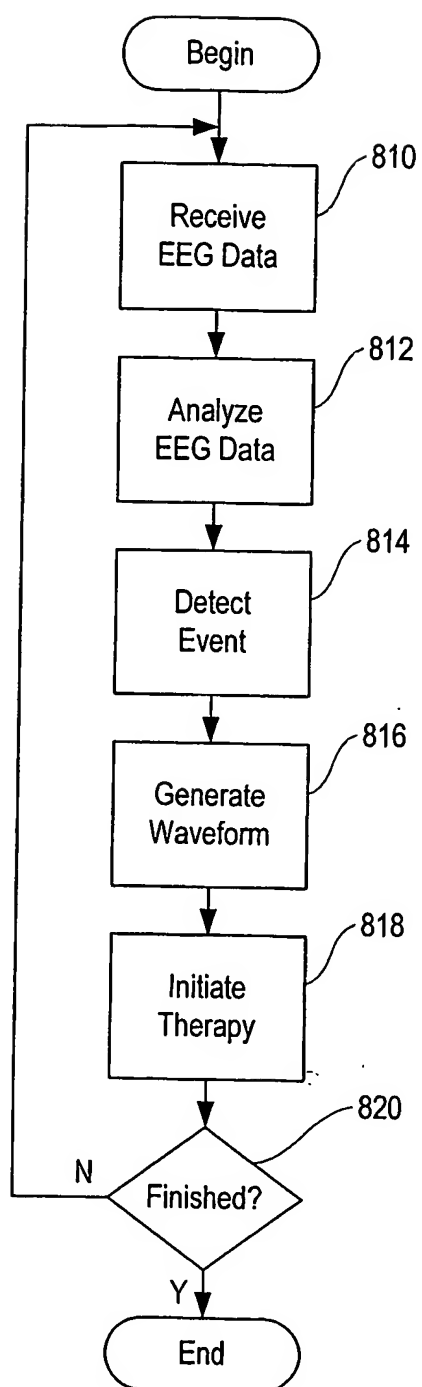 Begin
810
Receive
EEG Data
812
Analyze
EEG Data
814
Detect
Event
816
Generate
Waveform
818
Initiate
Therapy
820
N
Finished?
Y
End